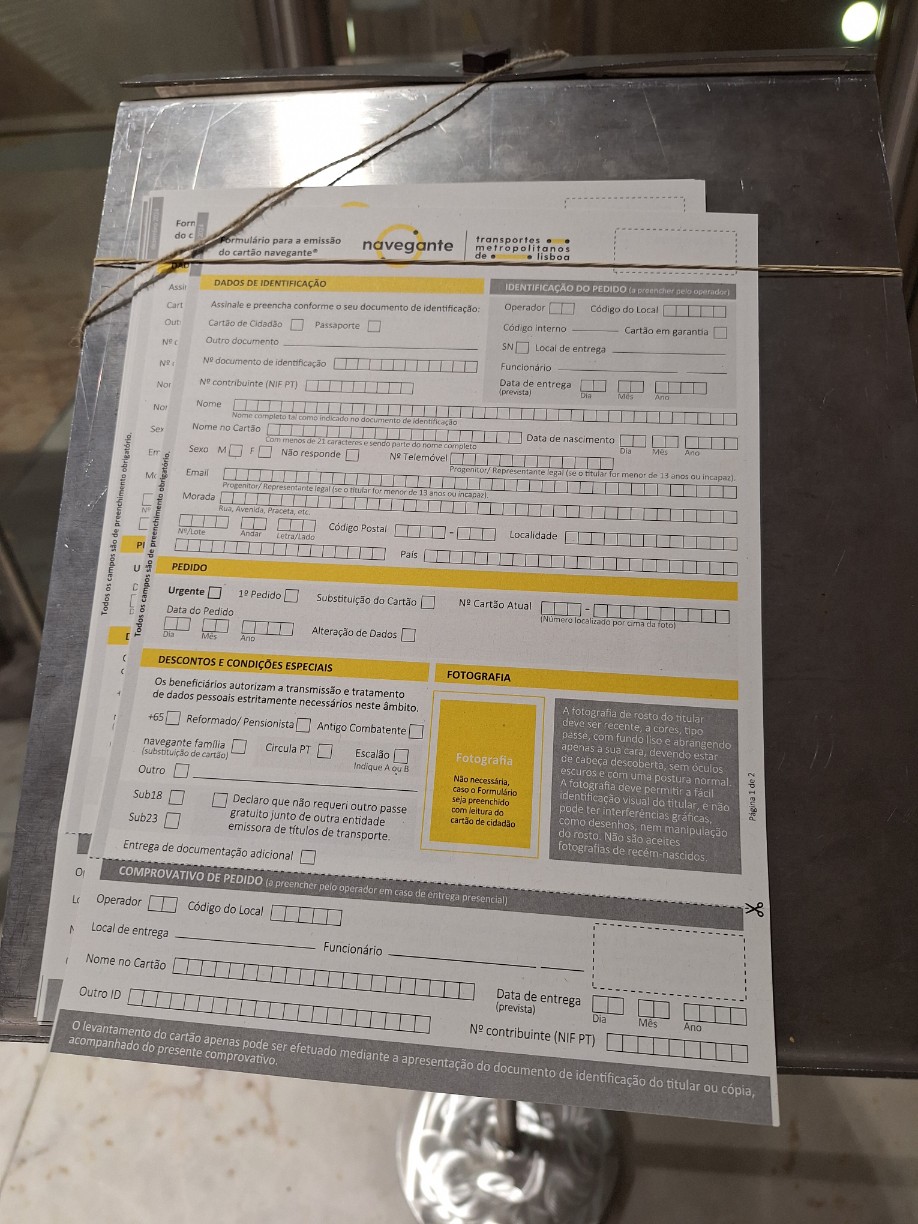 Formulário para a emissão
do cartão navegante®
navegante
transportes
metropolitanos
de lisboa
DADOS DE IDENTIFICAÇÃO
Assinale e preencha conforme o seu documento de identificação:
Cartão de Cidadão Passaporte
Outro documento
Nº documento de identificação
Nº contribuinte (NIF PT)
IDENTIFICAÇÃO DO PEDIDO (a preencher pelo operador)
Operador Código do Local
Código Interno Cartão em garantia
SN Local de entrega
Funcionário
Data de entrega
(prevista)
Dia Mês Ano
Nome
Nome completo tal como indicado no documento de identificação
Nome no Cartão Data de nascimento
Com menos de 21 caracteres e sendo parte do nome completo
Dia Mês Ano
Sexo M F Não responde Nº Telemóvel
Progenitor/ Representante legal (se o titular for menor de 13 anos ou incapaz).
Email
Progenitor/ Representante legal (se o titular for menor de 13 anos ou incapaz).
Morada
Rua, Avenida, Praceta, etc.
Código Postal - Localidade
Nº/Lote Andar Letra/Lado
País
Todos os campos são de preenchimento obrigatório.
Todos os campos são de preenchimento obrigatório.
PEDIDO
Urgente 1º Pedido Substituição do Cartão Nº Cartão Atual -
(Número localizado por cima da foto)
Data do Pedido
Dia Mês Ano
Alteração de Dados
DESCONTOS E CONDIÇÕES ESPECIAIS
Os beneficiários autorizam a transmissão e tratamento
de dados pessoais estritamente necessários neste âmbito.
+65 Reformado/ Pensionista Antigo Combatente
navegante família Circula PT Escalão
(substituição de cartão) Indique A ou B
Outro
Sub18
Sub23
Declaro que não requeri outro passe
gratuito junto de outra entidade
emissora de títulos de transporte.
Entrega de documentação adicional
FOTOGRAFIA
Fotografia
Não necessária,
caso o Formulário
seja preenchido
com leitura do
cartão de cidadão
A fotografia de rosto do titular
deve ser recente, a cores, tipo
passe, com fundo liso e abrangendo
apenas a sua cara, devendo estar
de cabeça descoberta, sem óculos
escuros e com uma postura normal.
A fotografia deve permitir a fácil
identificação visual do titular, e não
pode ter interferências gráficas,
como desenhos, nem manipulação
do rosto. Não são aceites
fotografias de recém-nascidos.
Página 1 de 2
COMPROVATIVO DE PEDIDO (a preencher pelo operador em caso de entrega presencial)
Operador Código do Local
Local de entrega Funcionário
Nome no Cartão
Data de entrega
(prevista)
Dia Mês Ano
Outro ID
Nº contribuinte (NIF PT)
O levantamento do cartão apenas pode ser efetuado mediante a apresentação do documento de identificação do titular ou cópia,
acompanhado do presente comprovativo.